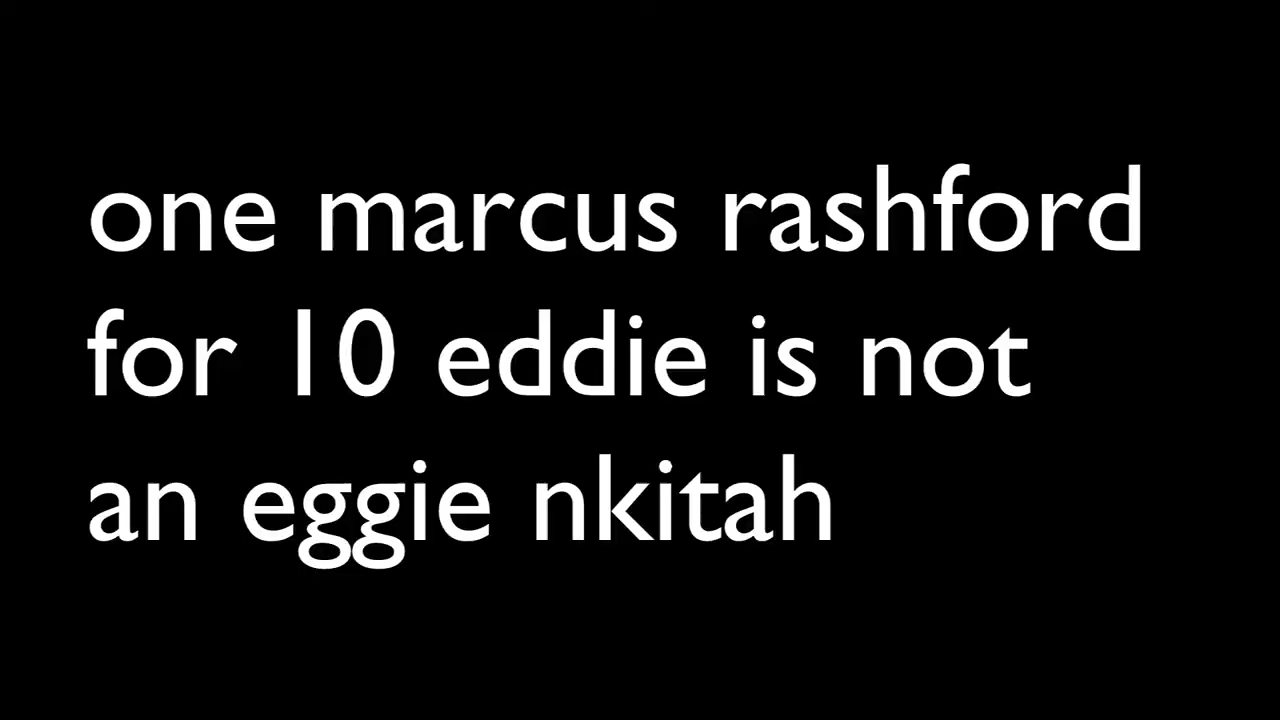 one marcus rashford
for 10 eddie is not
an eggie nkitah